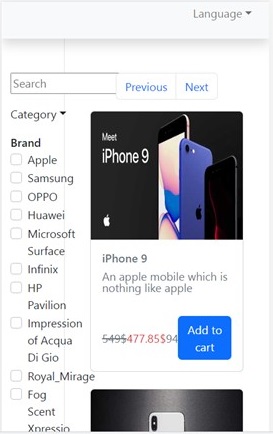 Language
Search
Previous
Next
Category
Brand
Apple
Samsung
OPPO
Huawei
Microsoft
Surface
Infinix
HP
Pavilion
Impression
of Acqua
Di Gio
Royal_Mirage
Fog
Scent
Xpressio
Meet
iPhone 9
iPhone 9
An apple mobile which is
nothing like apple
549$477.85$94
Add to
cart